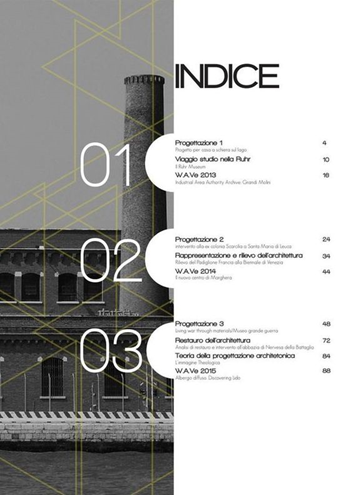 INDICE
01
Progettazione 1 4
Progetto per casa a schiera sul lago
Viaggio studio nella Ruhr 10
Il Ruhr Museum
W.A.Ve 2013 16
Industrial Area Authority Archive, Grandi Molini
02
Progettazione 2 24
intervento alla ex colonia Scarciglia a Santa Maria di Leuca
Rappresentazione e rilievo dell'architettura 34
Rilievo del Padiglione Francia alla Biennale di Venezia
W.A.Ve 2014 44
Il nuovo centro di Marghera
03
Progettazione 3 48
Living war through materials/Museo grande guerra
Restauro dell'architettura 72
Analisi di restauro e intervento all'abbazia di Nervesa della Battaglia
Teoria della progettazione architetonica 84
L'immagine Theologica
W.A.Ve 2015 88
Albergo diffuso, Discovering Lido